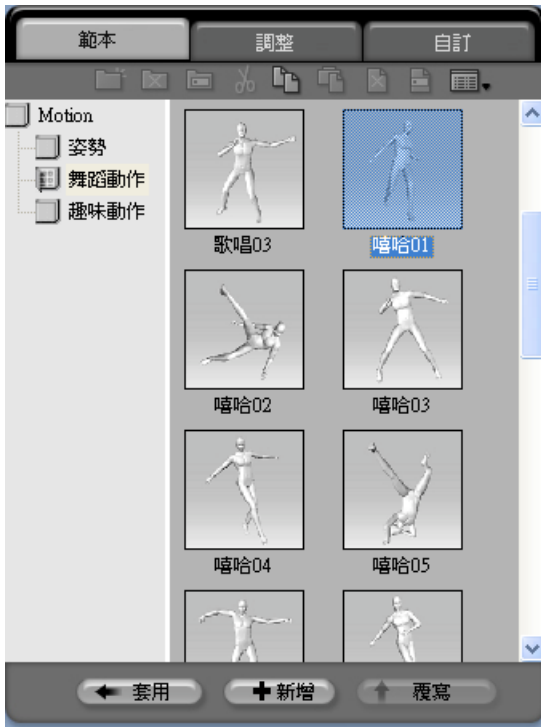 範本
調整
自訂
Motion
姿勢
舞蹈動作
趣味動作
歌唱03
嘻哈01
嘻哈02
嘻哈03
嘻哈04
嘻哈05
套用
新增
覆寫